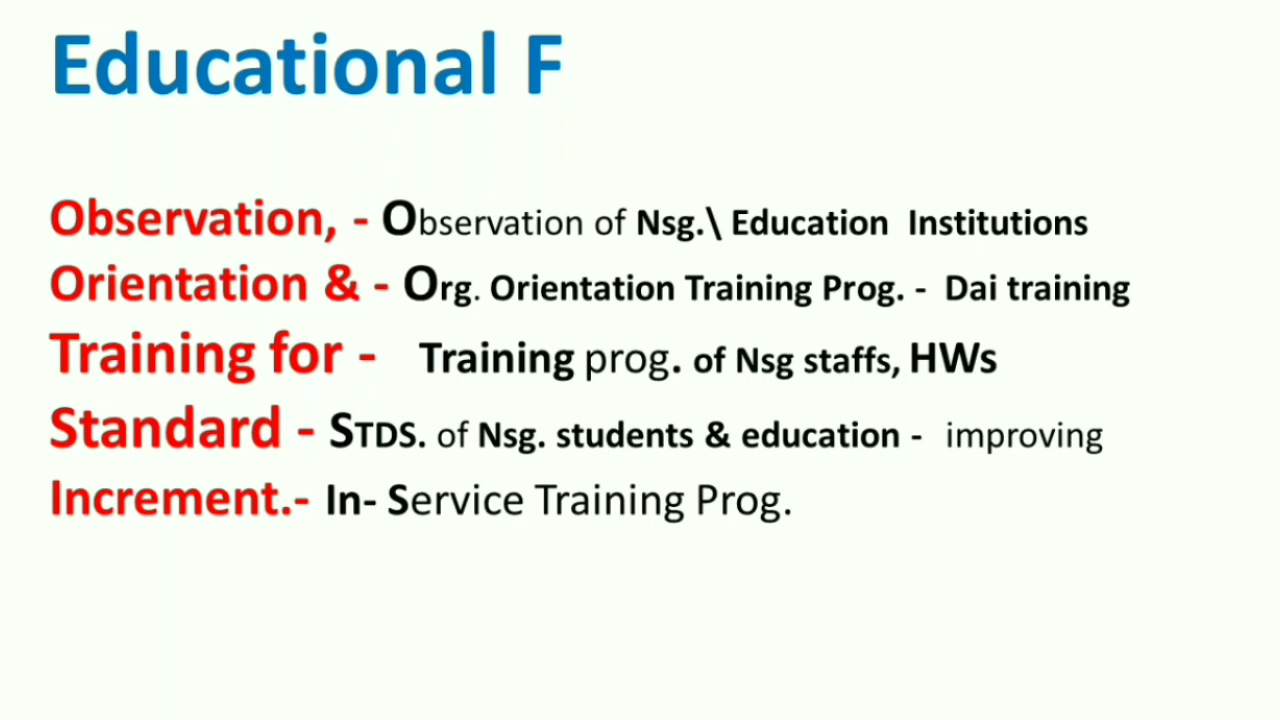 Educational F
Observation, - Observation of Nsg.\ Education Institutions
Orientation & - Org. Orientation Training Prog. - Dai training
Training for - Training prog. of Nsg staffs, HWs
Standard - STDS. of Nsg. students & education - improving
Increment.- In- Service Training Prog.